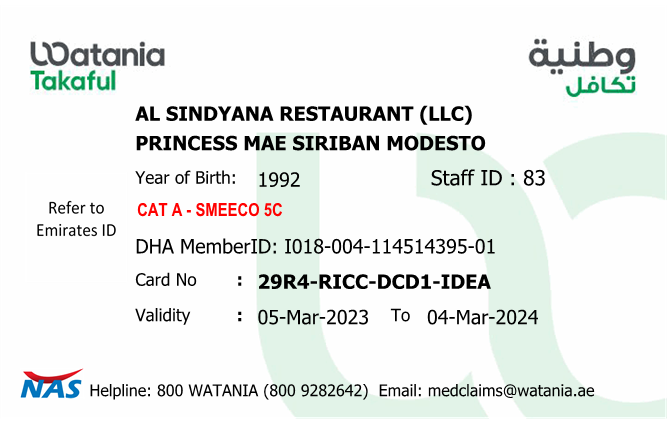 Watania
Takaful
وطنية
تكافل
AL SINDYANA RESTAURANT (LLC)
PRINCESS MAE SIRIBAN MODESTO
Year of Birth: 1992 Staff ID : 83
Refer to
Emirates ID
CAT A - SMEECO 5C
DHA MemberID: I018-004-114514395-01
Card No : 29R4-RICC-DCD1-IDEA
Validity : 05-Mar-2023 To 04-Mar-2024
NAS Helpline: 800 WATANIA (800 9282642) Email: medclaims@watania.ae